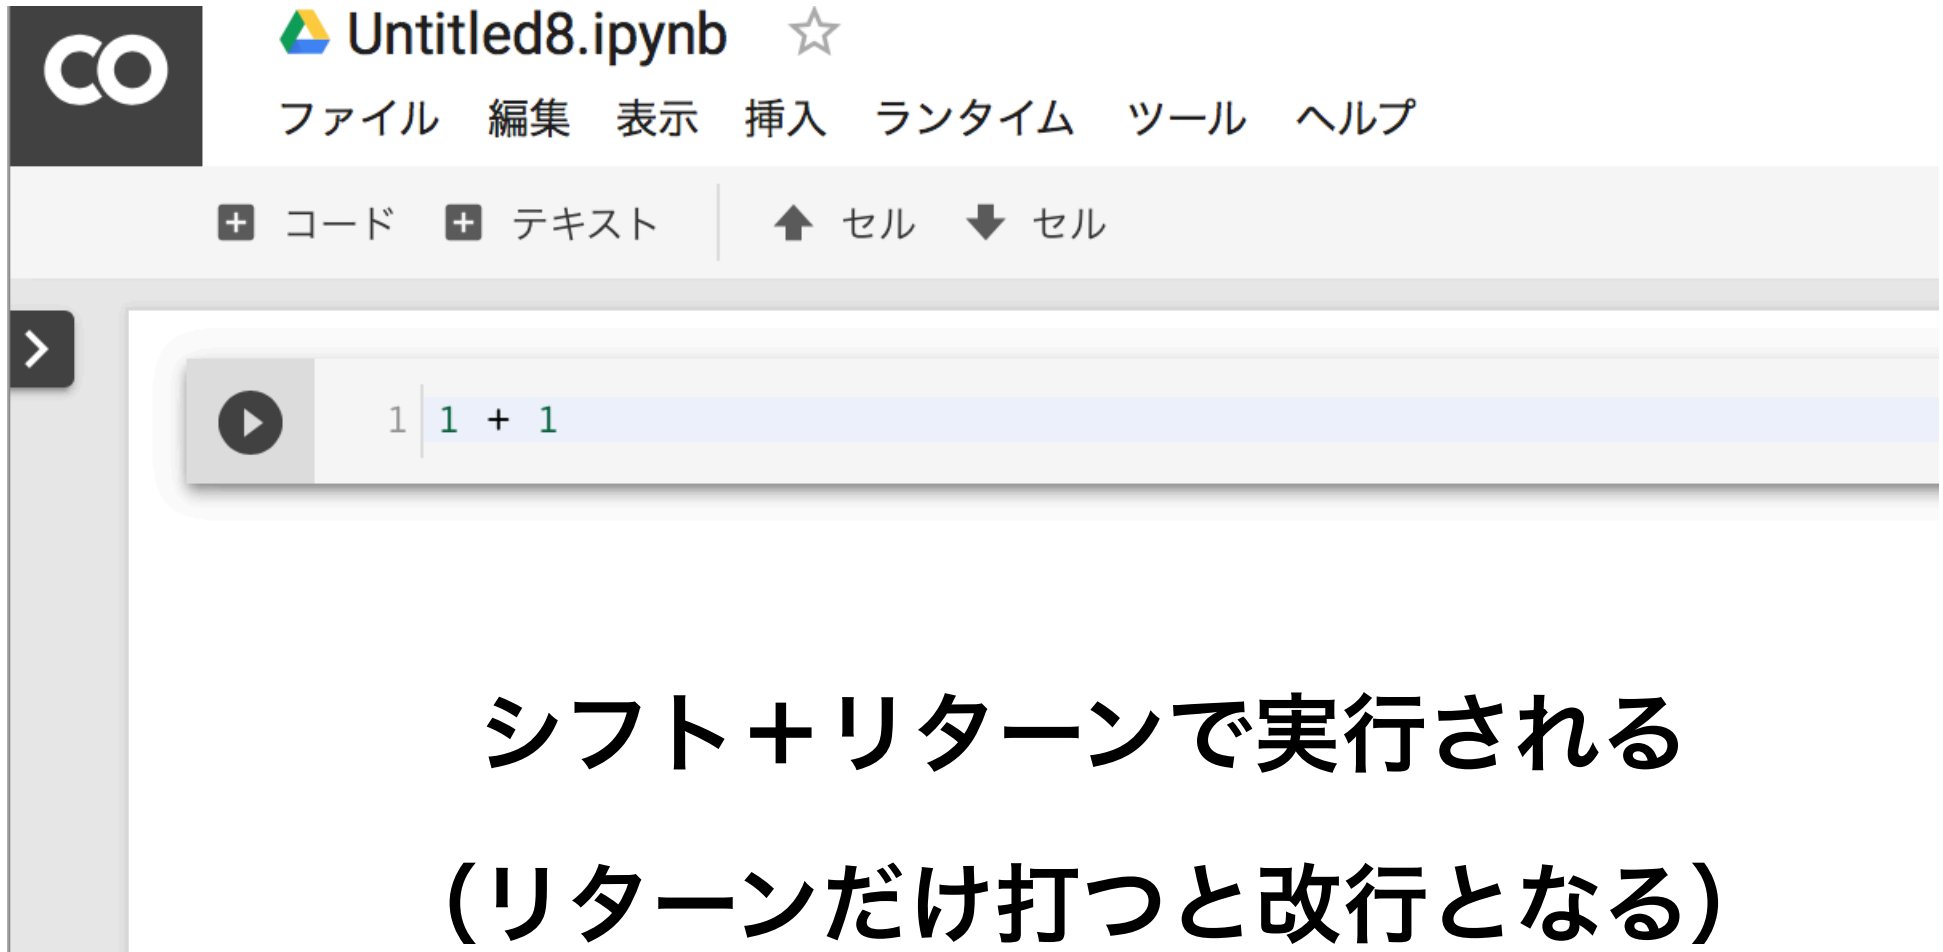 CO
Untitled8.ipynb
ファイル 編集 表示 挿入 ランタイム ツール ヘルプ
コード テキスト セル セル
1 1 + 1
シフト＋リターンで実行される
（リターンだけ打つと改行となる）